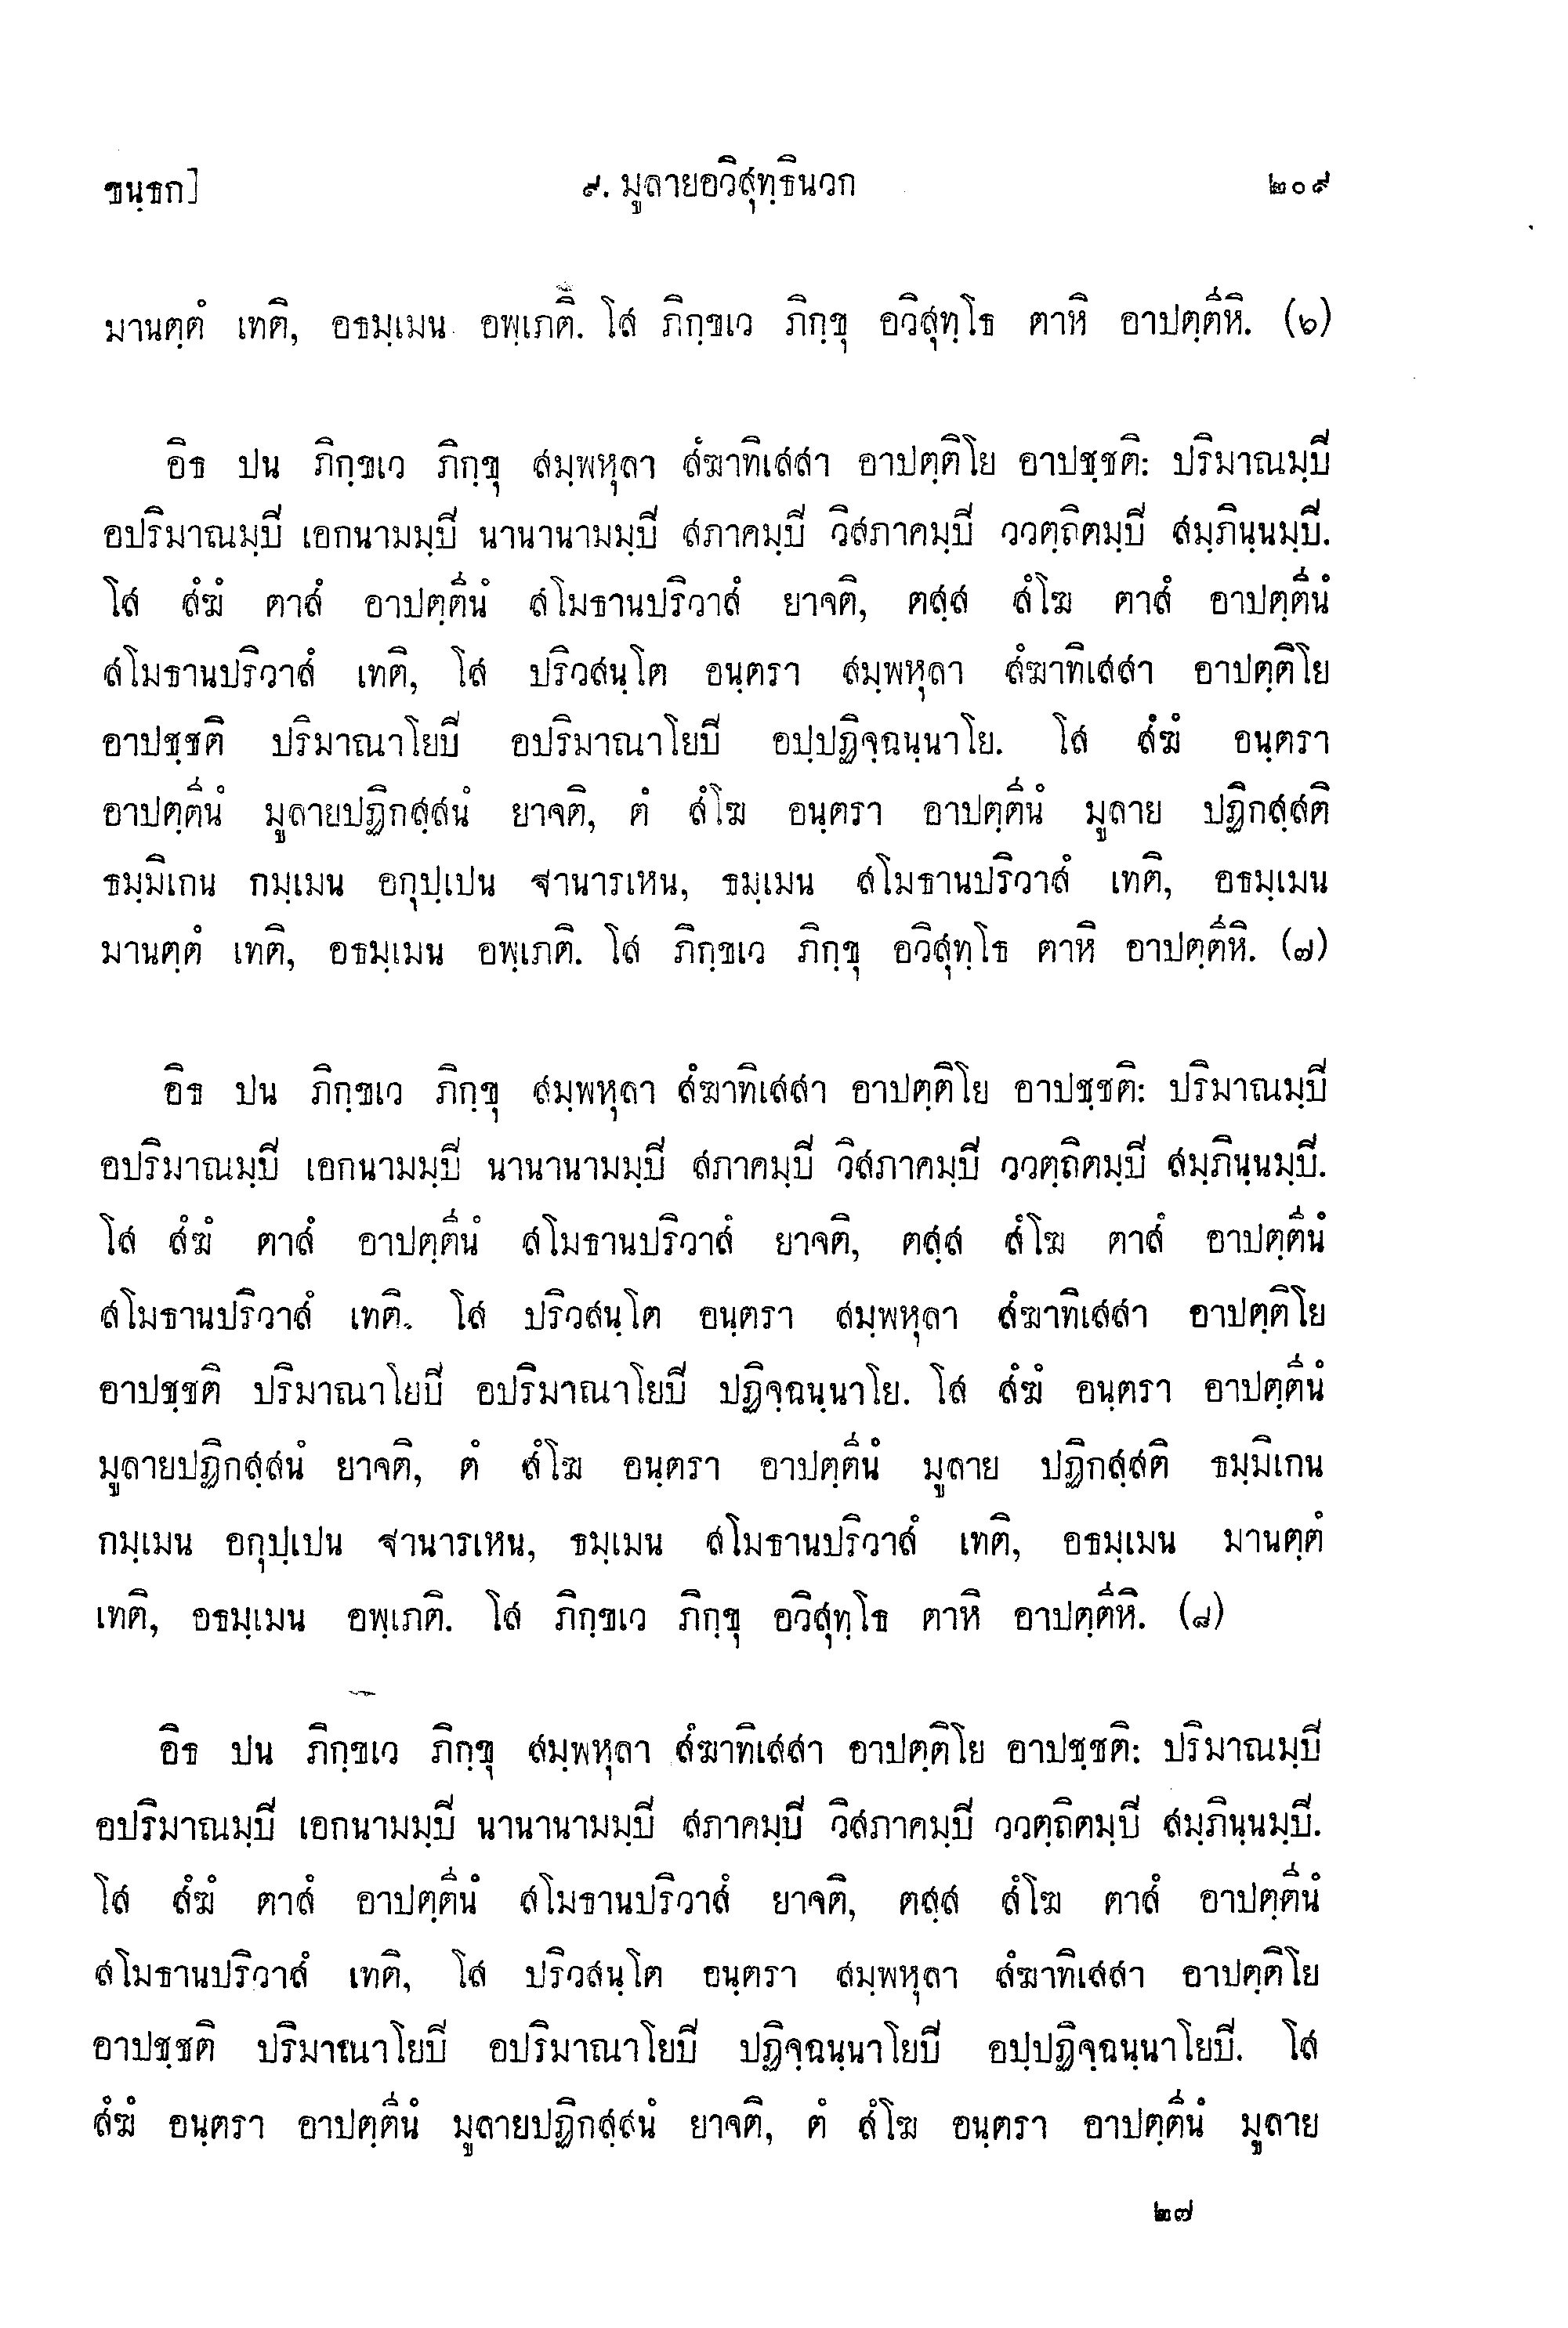 ขนฺธก]
๙. มูลายอวิสุทฺธินวก
๒๐๙
มานตฺตํ เทติ, อธมฺเมน อพฺเภติ. โส ภิกฺขเว ภิกฺขุ อวิสุทฺโธ ตาหิ อาปตฺตีหิ. (๖)
อิธ ปน ภิกฺขเว ภิกฺขุ สมฺพหุลา สํฆาทิเสสา อาปตฺติโย อาปชฺชติ: ปริมาณมฺปิ
อปริมาณมฺปิ เอกนามมฺปิ นานานามมฺปิ สภาคมฺปิ วิสภาคมฺปิ ววตฺถิตมฺปิ สมฺภินฺนมฺปิ.
โส สํฆํ ตาสํ อาปตฺตีนํ สโมธานปริวาสํ ยาจติ, ตสฺส สํโฆ ตาสํ อาปตฺตีนํ
สโมธานปริวาสํ เทติ, โส ปริวสนฺโต อนฺตรา สมฺพหุลา สํฆาทิเสสา อาปตฺติโย
อาปชฺชติ ปริมาณาโยปิ อปริมาณาโยปิ อปฺปฏิจฺฉนฺนาโย. โส สํฆํ อนฺตรา
อาปตฺตีนํ มูลายปฏิกสฺสนํ ยาจติ, ตํ สํโฆ อนฺตรา อาปตฺตีนํ มูลาย ปฏิกสฺสติ
ธมฺมิเกน กมฺเมน อกุปฺเปน ฐานารเหน, ธมฺเมน สโมธานปริวาสํ เทติ, อธมฺเมน
มานตฺตํ เทติ, อธมฺเมน อพฺเภติ. โส ภิกฺขเว ภิกฺขุ อวิสุทฺโธ ตาหิ อาปตฺตีหิ. (๗)
อิธ ปน ภิกฺขเว ภิกฺขุ สมฺพหุลา สํฆาทิเสสา อาปตฺติโย อาปชฺชติ: ปริมาณมฺปิ
อปริมาณมฺปิ เอกนามมฺปิ นานานามมฺปิ สภาคมฺปิ วิสภาคมฺปิ ววตฺถิตมฺปิ สมฺภินฺนมฺปิ.
โส สํฆํ ตาสํ อาปตฺตีนํ สโมธานปริวาสํ ยาจติ, ตสฺส สํโฆ ตาสํ อาปตฺตีนํ
สโมธานปริวาสํ เทติ. โส ปริวสนฺโต อนฺตรา สมฺพหุลา สํฆาทิเสสา อาปตฺติโย
อาปชฺชติ ปริมาณาโยปิ อปริมาณาโยปิ ปฏิจฺฉนฺนาโย. โส สํฆํ อนฺตรา อาปตฺตีนํ
มูลายปฏิกสฺสนํ ยาจติ, ตํ สํโฆ อนฺตรา อาปตฺตีนํ มูลาย ปฏิกสฺสติ ธมฺมิเกน
กมฺเมน อกุปฺเปน ฐานารเหน, ธมฺเมน สโมธานปริวาสํ เทติ, อธมฺเมน มานตฺตํ
เทติ, อธมฺเมน อพฺเภติ. โส ภิกฺขเว ภิกฺขุ อวิสุทฺโธ ตาหิ อาปตฺตีหิ. (๘)
อิธ ปน ภิกฺขเว ภิกฺขุ สมฺพหุลา สํฆาทิเสสา อาปตฺติโย อาปชฺชติ: ปริมาณมฺปิ
อปริมาณมฺปิ เอกนามมฺปิ นานานามมฺปิ สภาคมฺปิ วิสภาคมฺปิ ววตฺถิตมฺปิ สมฺภินฺนมฺปิ.
โส สํฆํ ตาสํ อาปตฺตีนํ สโมธานปริวาสํ ยาจติ, ตสฺส สํโฆ ตาสํ อาปตฺตีนํ
สโมธานปริวาสํ เทติ, โส ปริวสนฺโต อนฺตรา สมฺพหุลา สํฆาทิเสสา อาปตฺติโย
อาปชฺชติ ปริมาณาโยปิ อปริมาณาโยปิ ปฏิจฺฉนฺนาโยปิ อปฺปฏิจฺฉนฺนาโยปิ. โส
สํฆํ อนฺตรา อาปตฺตีนํ มูลายปฏิกสฺสนํ ยาจติ, ตํ สํโฆ อนฺตรา อาปตฺตีนํ มูลาย
๒๗